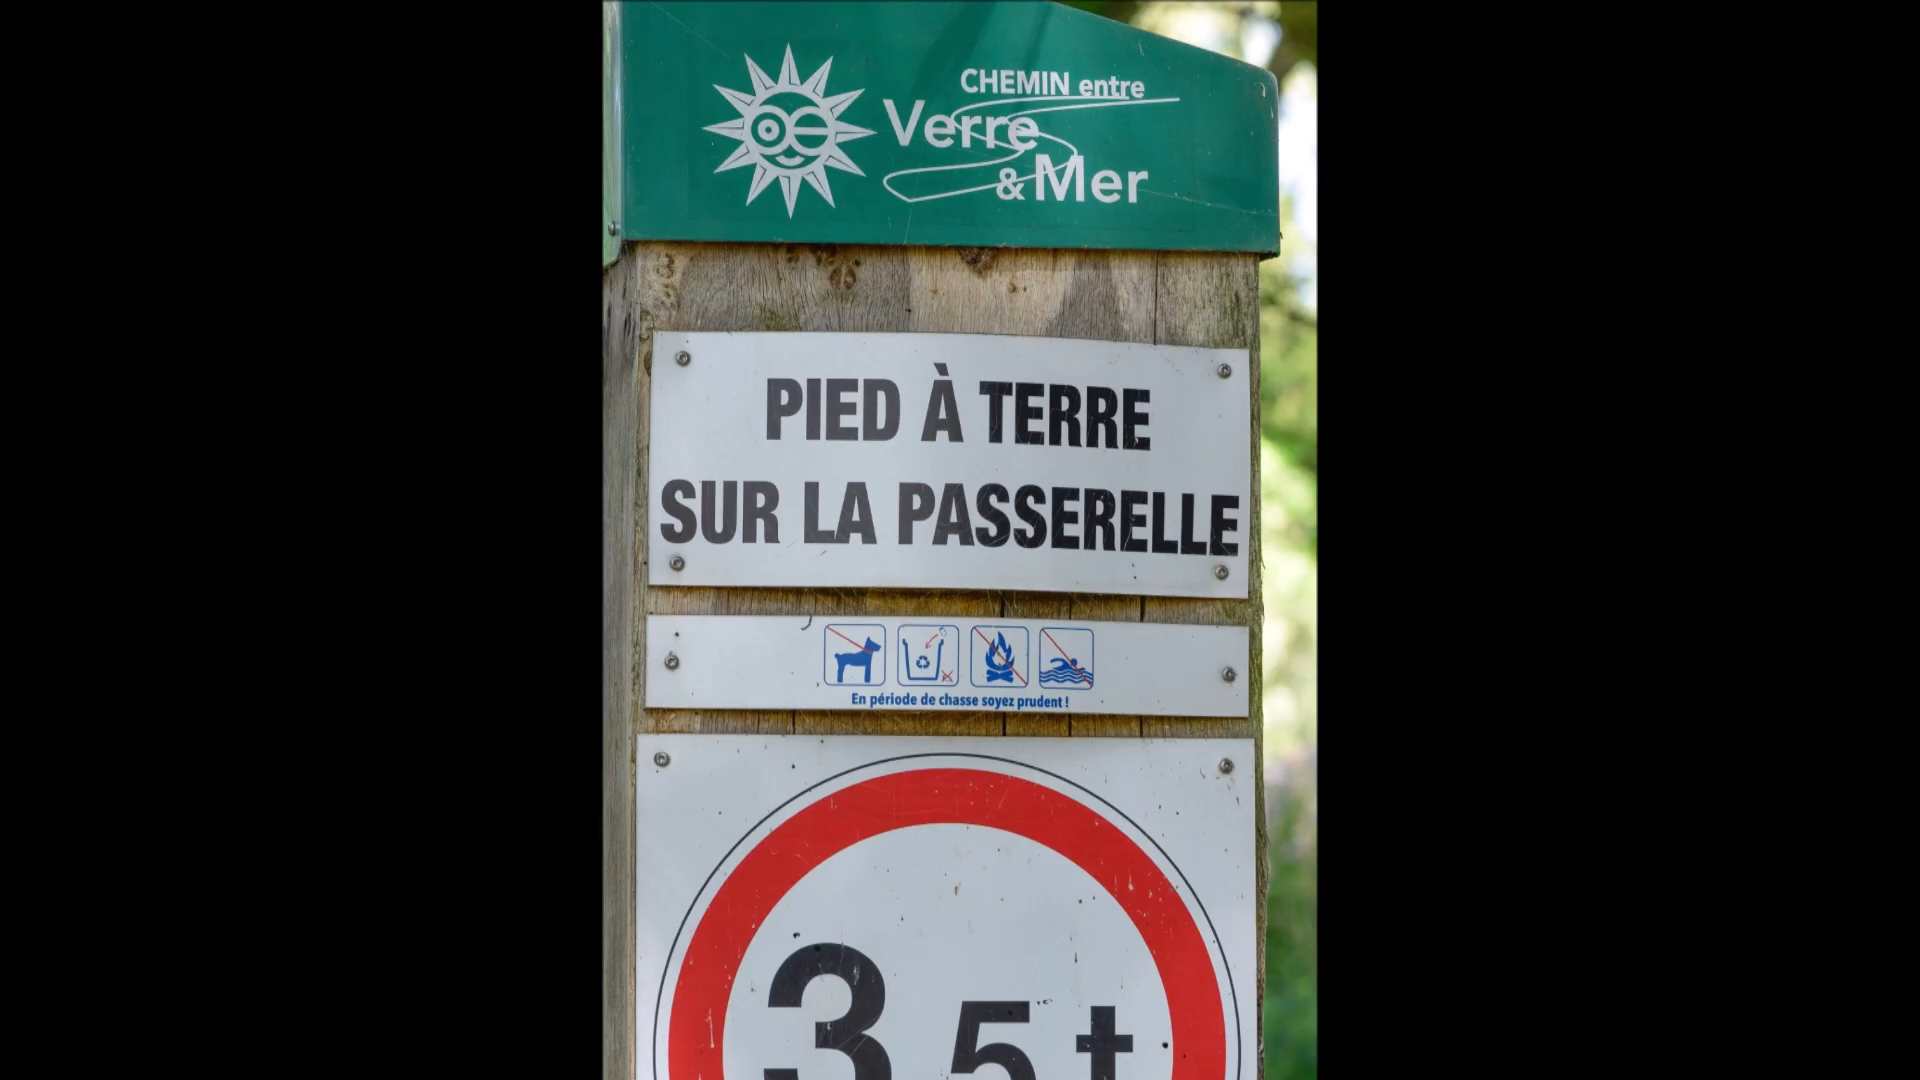 CHEMIN entre
Verre
& Mer
PIED À TERRE
SUR LA PASSERELLE
En période de chasse soyez prudent !
3,5 t